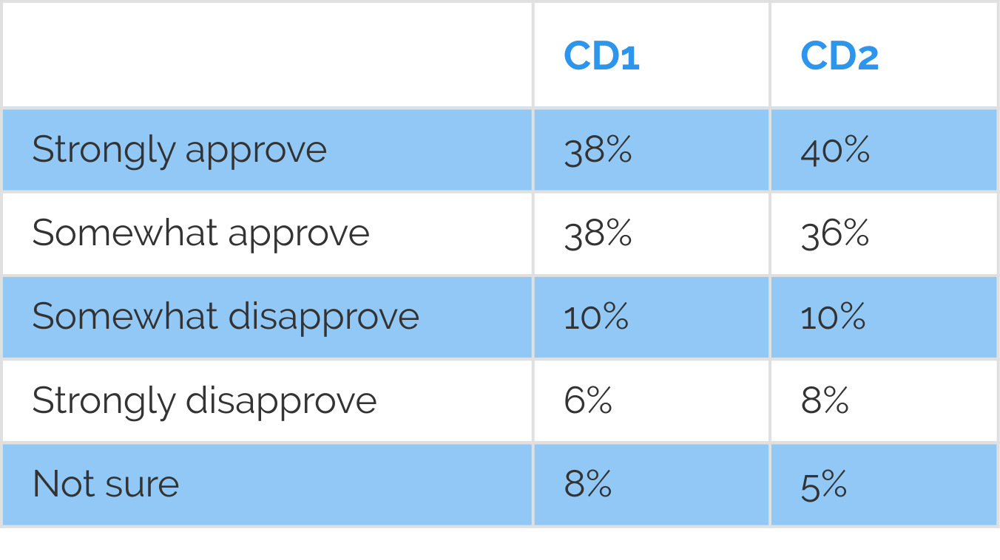 CD1 CD2
Strongly approve 38% 40%
Somewhat approve 38% 36%
Somewhat disapprove 10% 10%
Strongly disapprove 6% 8%
Not sure 8% 5%